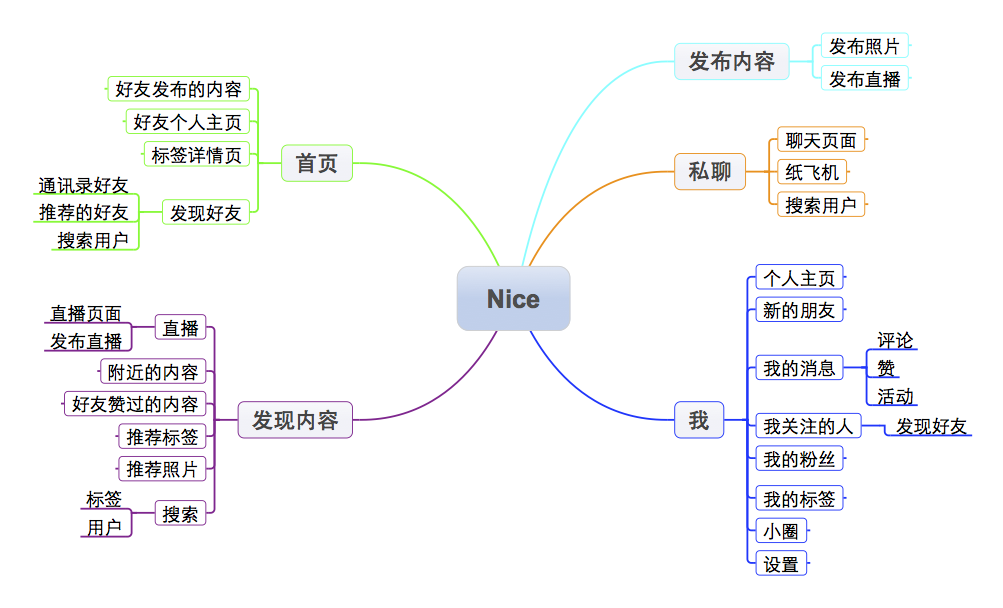 Nice
首页
好友发布的内容
好友个人主页
标签详情页
发现好友
通讯录好友
推荐的好友
搜索用户
发现内容
直播
直播页面
发布直播
附近的内容
好友赞过的内容
推荐标签
推荐照片
搜索
标签
用户
发布内容
发布照片
发布直播
私聊
聊天页面
纸飞机
搜索用户
我
个人主页
新的朋友
我的消息
评论
赞
活动
我关注的人
发现好友
我的粉丝
我的标签
小圈
设置